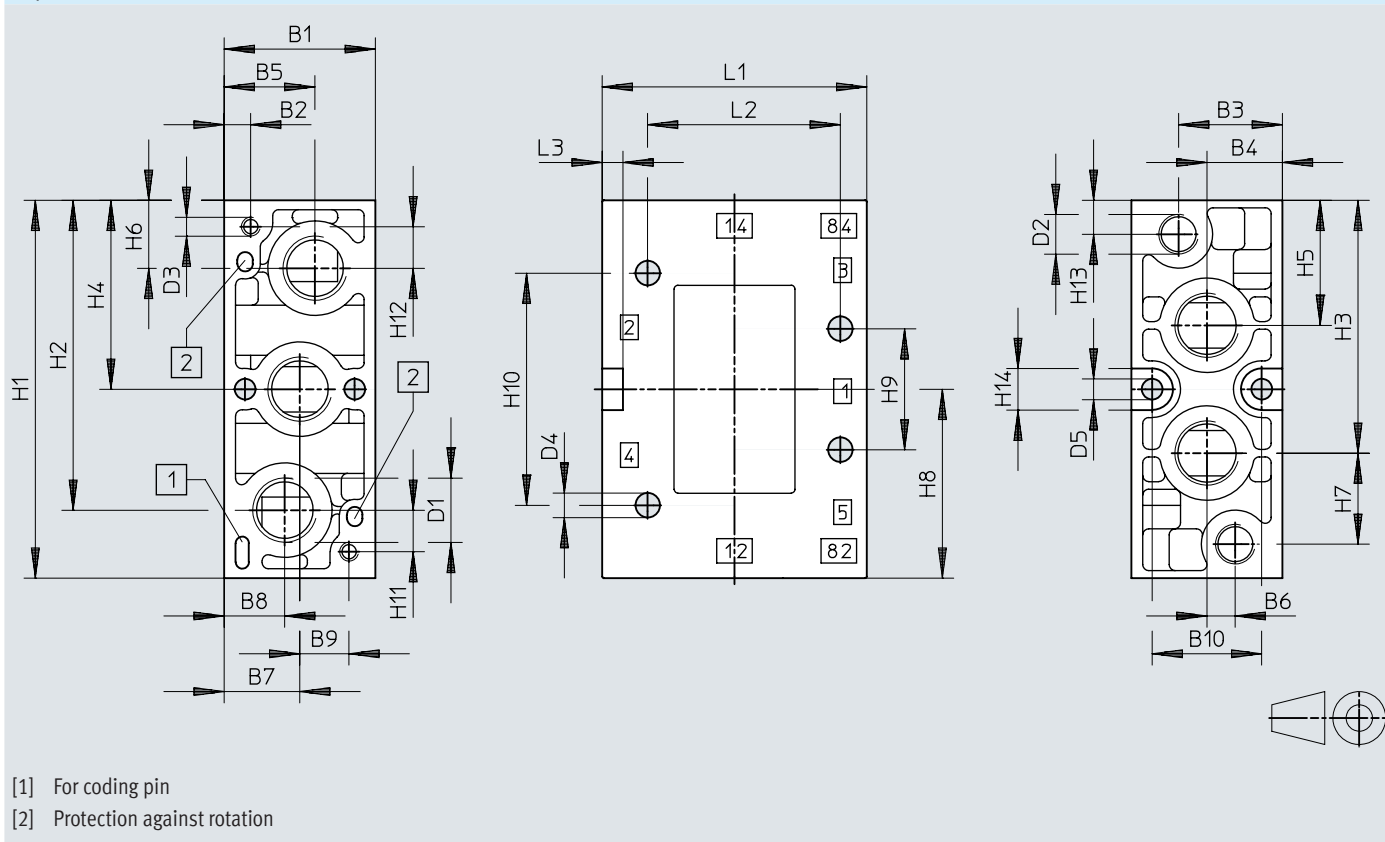 B1
B5
B2
H1
H2
H4
H6
D3
H12
2
2
1
D1
H11
B8
B9
B7
L1
L2
L3
14
84
3
2
1
4
5
12
82
H10
D4
H9
H8
B3
B4
D2
H13
H5
H3
H14
D5
H7
B6
B10
[1] For coding pin
[2] Protection against rotation